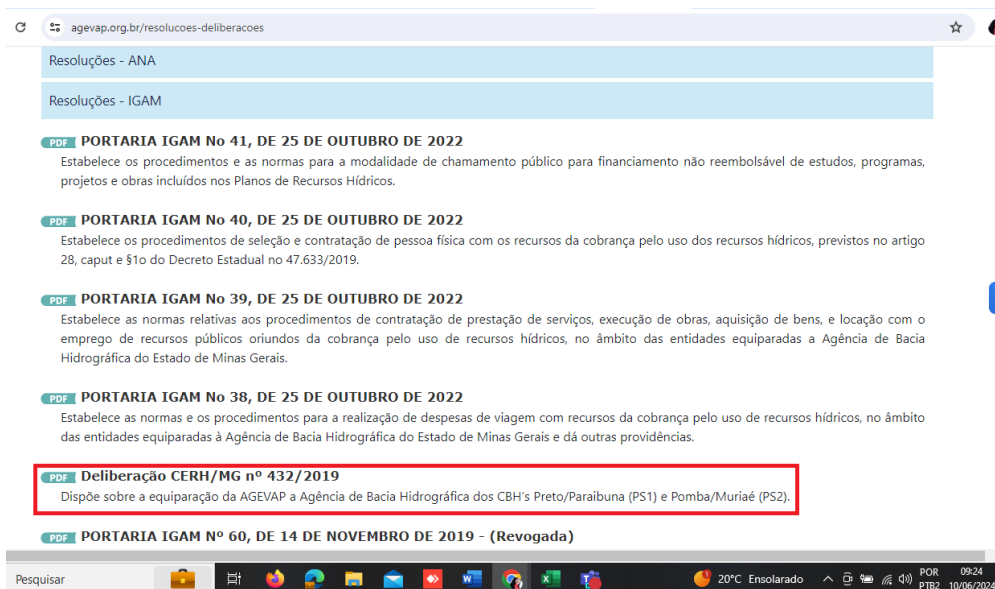 agevap.org.br/resolucoes-deliberacoes
Resoluções - ANA
Resoluções - IGAM
PDF PORTARIA IGAM No 41, DE 25 DE OUTUBRO DE 2022
Estabelece os procedimentos e as normas para a modalidade de chamamento público para financiamento não reembolsável de estudos, programas,
projetos e obras incluídos nos Planos de Recursos Hídricos.
PDF PORTARIA IGAM No 40, DE 25 DE OUTUBRO DE 2022
Estabelece os procedimentos de seleção e contratação de pessoa física com os recursos da cobrança pelo uso dos recursos hídricos, previstos no artigo
28, caput e §1o do Decreto Estadual no 47.633/2019.
PDF PORTARIA IGAM No 39, DE 25 DE OUTUBRO DE 2022
Estabelece as normas relativas aos procedimentos de contratação de prestação de serviços, execução de obras, aquisição de bens, e locação com o
emprego de recursos públicos oriundos da cobrança pelo uso de recursos hídricos, no âmbito das entidades equiparadas a Agência de Bacia
Hidrográfica do Estado de Minas Gerais.
PDF PORTARIA IGAM No 38, DE 25 DE OUTUBRO DE 2022
Estabelece as normas e os procedimentos para a realização de despesas de viagem com recursos da cobrança pelo uso de recursos hídricos, no âmbito
das entidades equiparadas à Agência de Bacia Hidrográfica do Estado de Minas Gerais e dá outras providências.
PDF Deliberação CERH/MG nº 432/2019
Dispõe sobre a equiparação da AGEVAP a Agência de Bacia Hidrográfica dos CBH's Preto/Paraibuna (PS1) e Pomba/Muriaé (PS2).
PDF PORTARIA IGAM Nº 60, DE 14 DE NOVEMBRO DE 2019 - (Revogada)
Pesquisar
20°C Ensolarado
POR 09:24
PTB2 10/06/2024